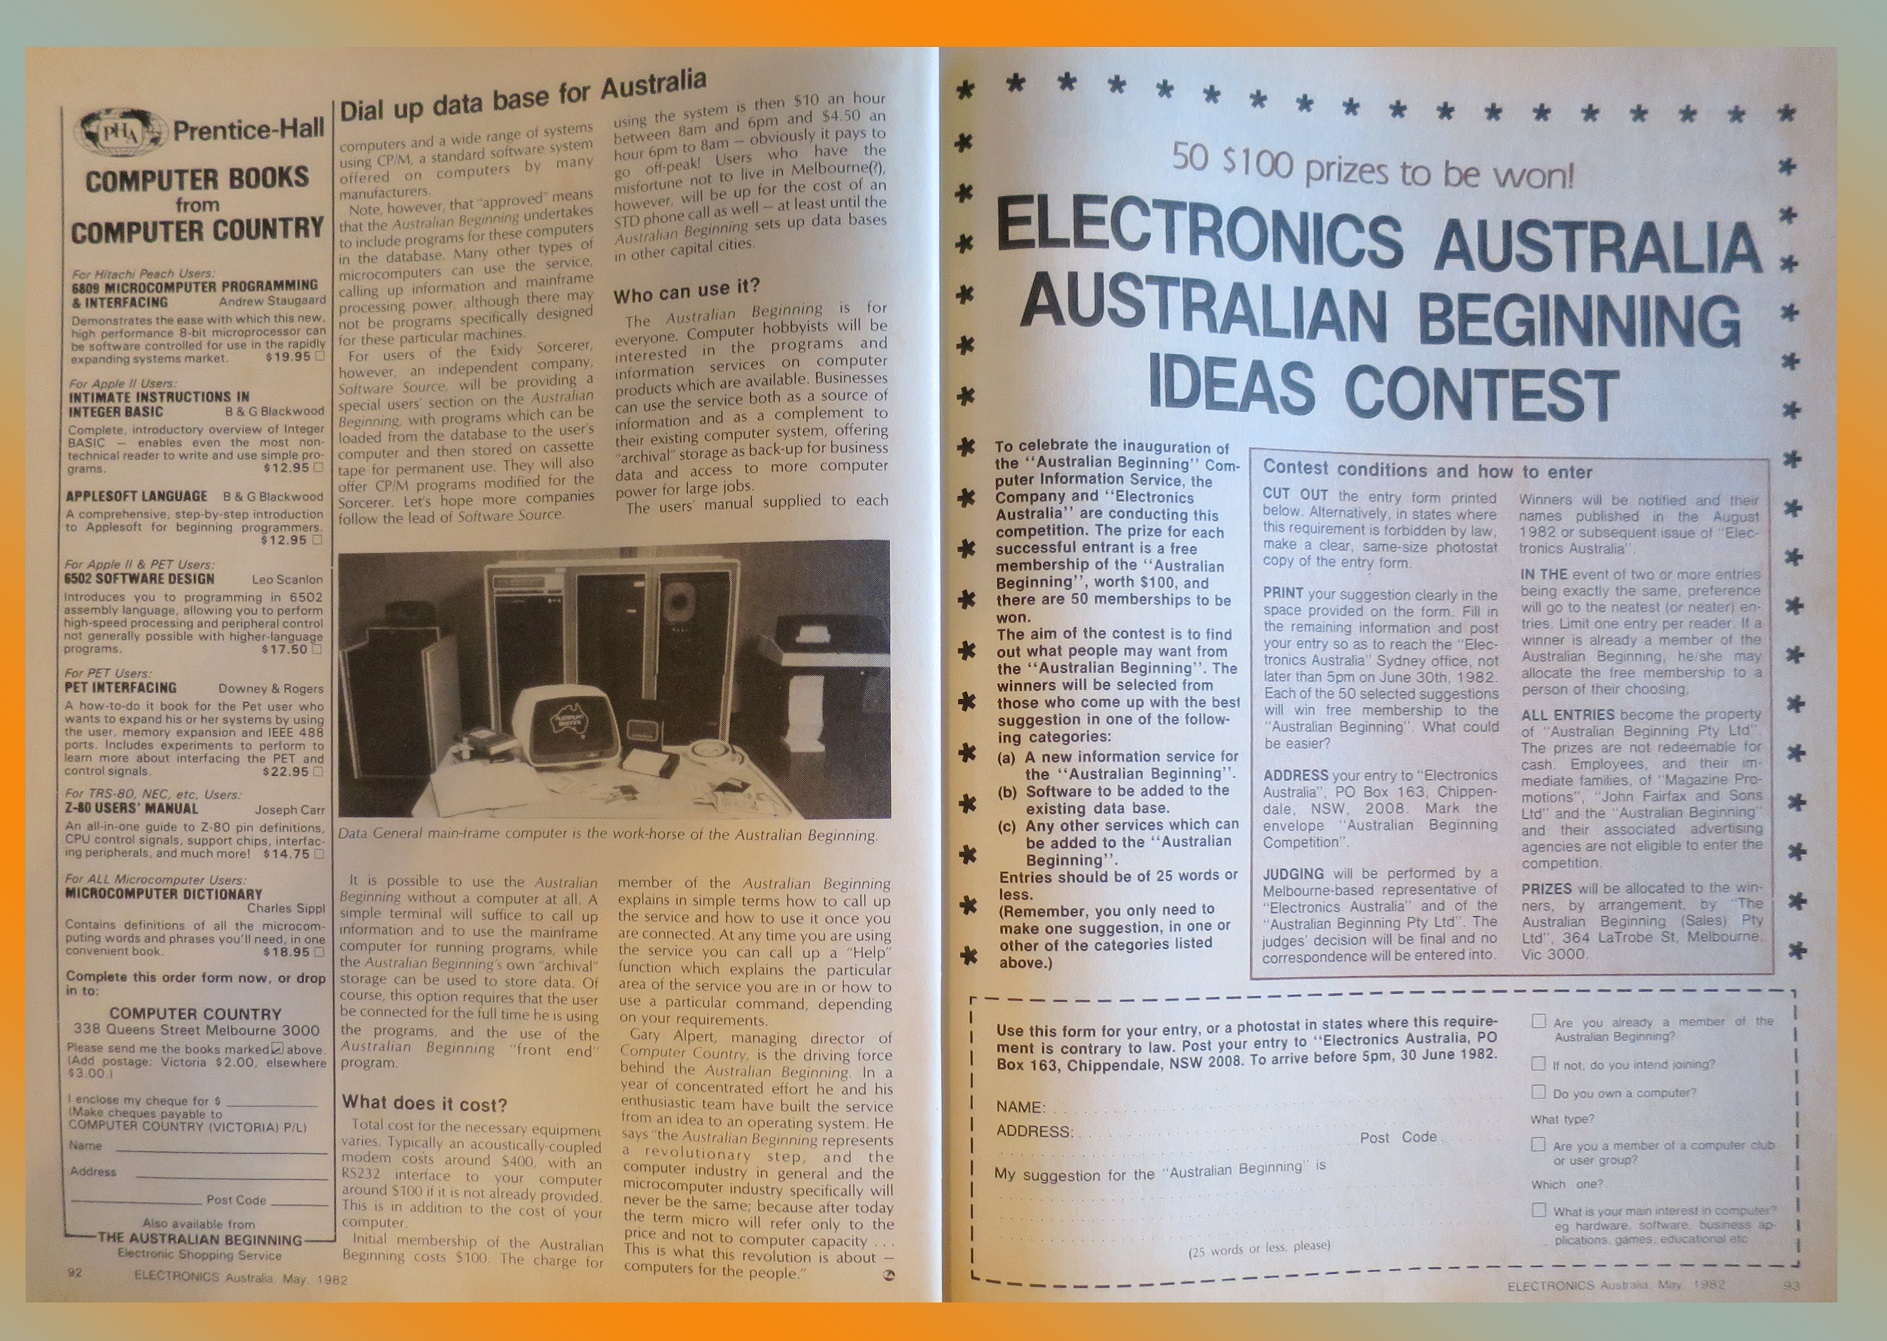 PHA Prentice-Hall
COMPUTER BOOKS
from
COMPUTER COUNTRY
For Hitachi Peach Users:
6809 MICROCOMPUTER PROGRAMMING
& INTERFACING Andrew Staugaard
Demonstrates the ease with which this new,
high performance 8-bit microprocessor can
be software controlled for use in the rapidly
expanding systems market. $19.95 ☐
For Apple II Users:
INTIMATE INSTRUCTIONS IN
INTEGER BASIC B & G Blackwood
Complete, introductory overview of Integer
BASIC — enables even the most non-
technical reader to write and use simple pro-
grams. $12.95 ☐
APPLESOFT LANGUAGE B & G Blackwood
A comprehensive, step-by-step introduction
to Applesoft for beginning programmers.
$12.95 ☐
For Apple II & PET Users:
6502 SOFTWARE DESIGN Leo Scanlon
Introduces you to programming in 6502
assembly language, allowing you to perform
high-speed processing and peripheral control
not generally possible with higher-language
programs. $17.50 ☐
For PET Users:
PET INTERFACING Downey & Rogers
A how-to-do it book for the Pet user who
wants to expand his or her systems by using
the user, memory expansion and IEEE 488
ports. Includes experiments to perform to
learn more about interfacing the PET and
control signals. $22.95 ☐
For TRS-80, NEC, etc, Users:
Z-80 USERS' MANUAL Joseph Carr
An all-in-one guide to Z-80 pin definitions,
CPU control signals, support chips, interfac-
ing peripherals, and much more! $14.75 ☐
For ALL Microcomputer Users:
MICROCOMPUTER DICTIONARY
Charles Sippl
Contains definitions of all the microcom-
puting words and phrases you'll need, in one
convenient book. $18.95 ☐
Complete this order form now, or drop
in to:
COMPUTER COUNTRY
338 Queens Street Melbourne 3000
Please send me the books marked ☑ above.
(Add postage: Victoria $2.00, elsewhere
$3.00.)
I enclose my cheque for $
(Make cheques payable to
COMPUTER COUNTRY (VICTORIA) P/L)
Name
Address
Post Code
Also available from
THE AUSTRALIAN BEGINNING
Electronic Shopping Service
92 ELECTRONICS Australia, May, 1982
Dial up data base for Australia
computers and a wide range of systems
using CP/M, a standard software system
offered on computers by many
manufacturers.
Note, however, that "approved" means
that the Australian Beginning undertakes
to include programs for these computers
in the database. Many other types of
microcomputers can use the service,
calling up information and mainframe
processing power, although there may
not be programs specifically designed
for these particular machines.
For users of the Exidy Sorcerer,
however, an independent company,
Software Source, will be providing a
special users' section on the Australian
Beginning, with programs which can be
loaded from the database to the user's
computer and then stored on cassette
tape for permanent use. They will also
offer CP/M programs modified for the
Sorcerer. Let's hope more companies
follow the lead of Software Source.
using the system is then $10 an hour
between 8am and 6pm and $4.50 an
hour 6pm to 8am — obviously it pays to
go off-peak! Users who have the
misfortune not to live in Melbourne(?),
however, will be up for the cost of an
STD phone call as well — at least until the
Australian Beginning sets up data bases
in other capital cities.
Who can use it?
The Australian Beginning is for
everyone. Computer hobbyists will be
interested in the programs and
information services on computer
products which are available. Businesses
can use the service both as a source of
information and as a complement to
their existing computer system, offering
"archival" storage as back-up for business
data and access to more computer
power for large jobs.
The users' manual supplied to each
Data General main-frame computer is the work-horse of the Australian Beginning.
It is possible to use the Australian
Beginning without a computer at all. A
simple terminal will suffice to call up
information and to use the mainframe
computer for running programs, while
the Australian Beginning's own "archival"
storage can be used to store data. Of
course, this option requires that the user
be connected for the full time he is using
the programs, and the use of the
Australian Beginning "front end"
program.
What does it cost?
Total cost for the necessary equipment
varies. Typically an acoustically-coupled
modem costs around $400, with an
RS232 interface to your computer
around $100 if it is not already provided.
This is in addition to the cost of your
computer.
Initial membership of the Australian
Beginning costs $100. The charge for
member of the Australian Beginning
explains in simple terms how to call up
the service and how to use it once you
are connected. At any time you are using
the service you can call up a "Help"
function which explains the particular
area of the service you are in or how to
use a particular command, depending
on your requirements.
Gary Alpert, managing director of
Computer Country, is the driving force
behind the Australian Beginning. In a
year of concentrated effort he and his
enthusiastic team have built the service
from an idea to an operating system. He
says "the Australian Beginning represents
a revolutionary step, and the
computer industry in general and the
microcomputer industry specifically will
never be the same; because after today
the term micro will refer only to the
price and not to computer capacity . . .
This is what this revolution is about —
computers for the people."
50 $100 prizes to be won!
ELECTRONICS AUSTRALIA
AUSTRALIAN BEGINNING
IDEAS CONTEST
To celebrate the inauguration of
the "Australian Beginning" Com-
puter Information Service, the
Company and "Electronics
Australia" are conducting this
competition. The prize for each
successful entrant is a free
membership of the "Australian
Beginning", worth $100, and
there are 50 memberships to be
won.
The aim of the contest is to find
out what people may want from
the "Australian Beginning". The
winners will be selected from
those who come up with the best
suggestion in one of the follow-
ing categories:
(a) A new information service for
the "Australian Beginning".
(b) Software to be added to the
existing data base.
(c) Any other services which can
be added to the "Australian
Beginning".
Entries should be of 25 words or
less.
(Remember, you only need to
make one suggestion, in one or
other of the categories listed
above.)
Contest conditions and how to enter
CUT OUT the entry form printed
below. Alternatively, in states where
this requirement is forbidden by law,
make a clear, same-size photostat
copy of the entry form.
PRINT your suggestion clearly in the
space provided on the form. Fill in
the remaining information and post
your entry so as to reach the "Elec-
tronics Australia" Sydney office, not
later than 5pm on June 30th, 1982.
Each of the 50 selected suggestions
will win free membership to the
"Australian Beginning". What could
be easier?
ADDRESS your entry to "Electronics
Australia", PO Box 163, Chippen-
dale, NSW, 2008. Mark the
envelope "Australian Beginning
Competition".
JUDGING will be performed by a
Melbourne-based representative of
"Electronics Australia" and of the
"Australian Beginning Pty Ltd". The
judges' decision will be final and no
correspondence will be entered into.
Winners will be notified and their
names published in the August
1982 or subsequent issue of "Elec-
tronics Australia".
IN THE event of two or more entries
being exactly the same, preference
will go to the neatest (or neater) en-
tries. Limit one entry per reader. If a
winner is already a member of the
Australian Beginning, he/she may
allocate the free membership to a
person of their choosing.
ALL ENTRIES become the property
of "Australian Beginning Pty Ltd".
The prizes are not redeemable for
cash. Employees, and their im-
mediate families, of "Magazine Pro-
motions", "John Fairfax and Sons
Ltd" and the "Australian Beginning"
and their associated advertising
agencies are not eligible to enter the
competition.
PRIZES will be allocated to the win-
ners, by arrangement, by "The
Australian Beginning (Sales) Pty
Ltd", 364 LaTrobe St, Melbourne,
Vic 3000.
Use this form for your entry, or a photostat in states where this require-
ment is contrary to law. Post your entry to "Electronics Australia, PO
Box 163, Chippendale, NSW 2008. To arrive before 5pm, 30 June 1982.
NAME:
ADDRESS:
Post Code
My suggestion for the "Australian Beginning" is
(25 words or less, please)
☐ Are you already a member of the
Australian Beginning?
☐ If not, do you intend joining?
☐ Do you own a computer?
What type?
☐ Are you a member of a computer club
or user group?
Which one?
☐ What is your main interest in computer?
eg hardware, software, business ap-
plications, games, educational etc
ELECTRONICS Australia, May, 1982 93